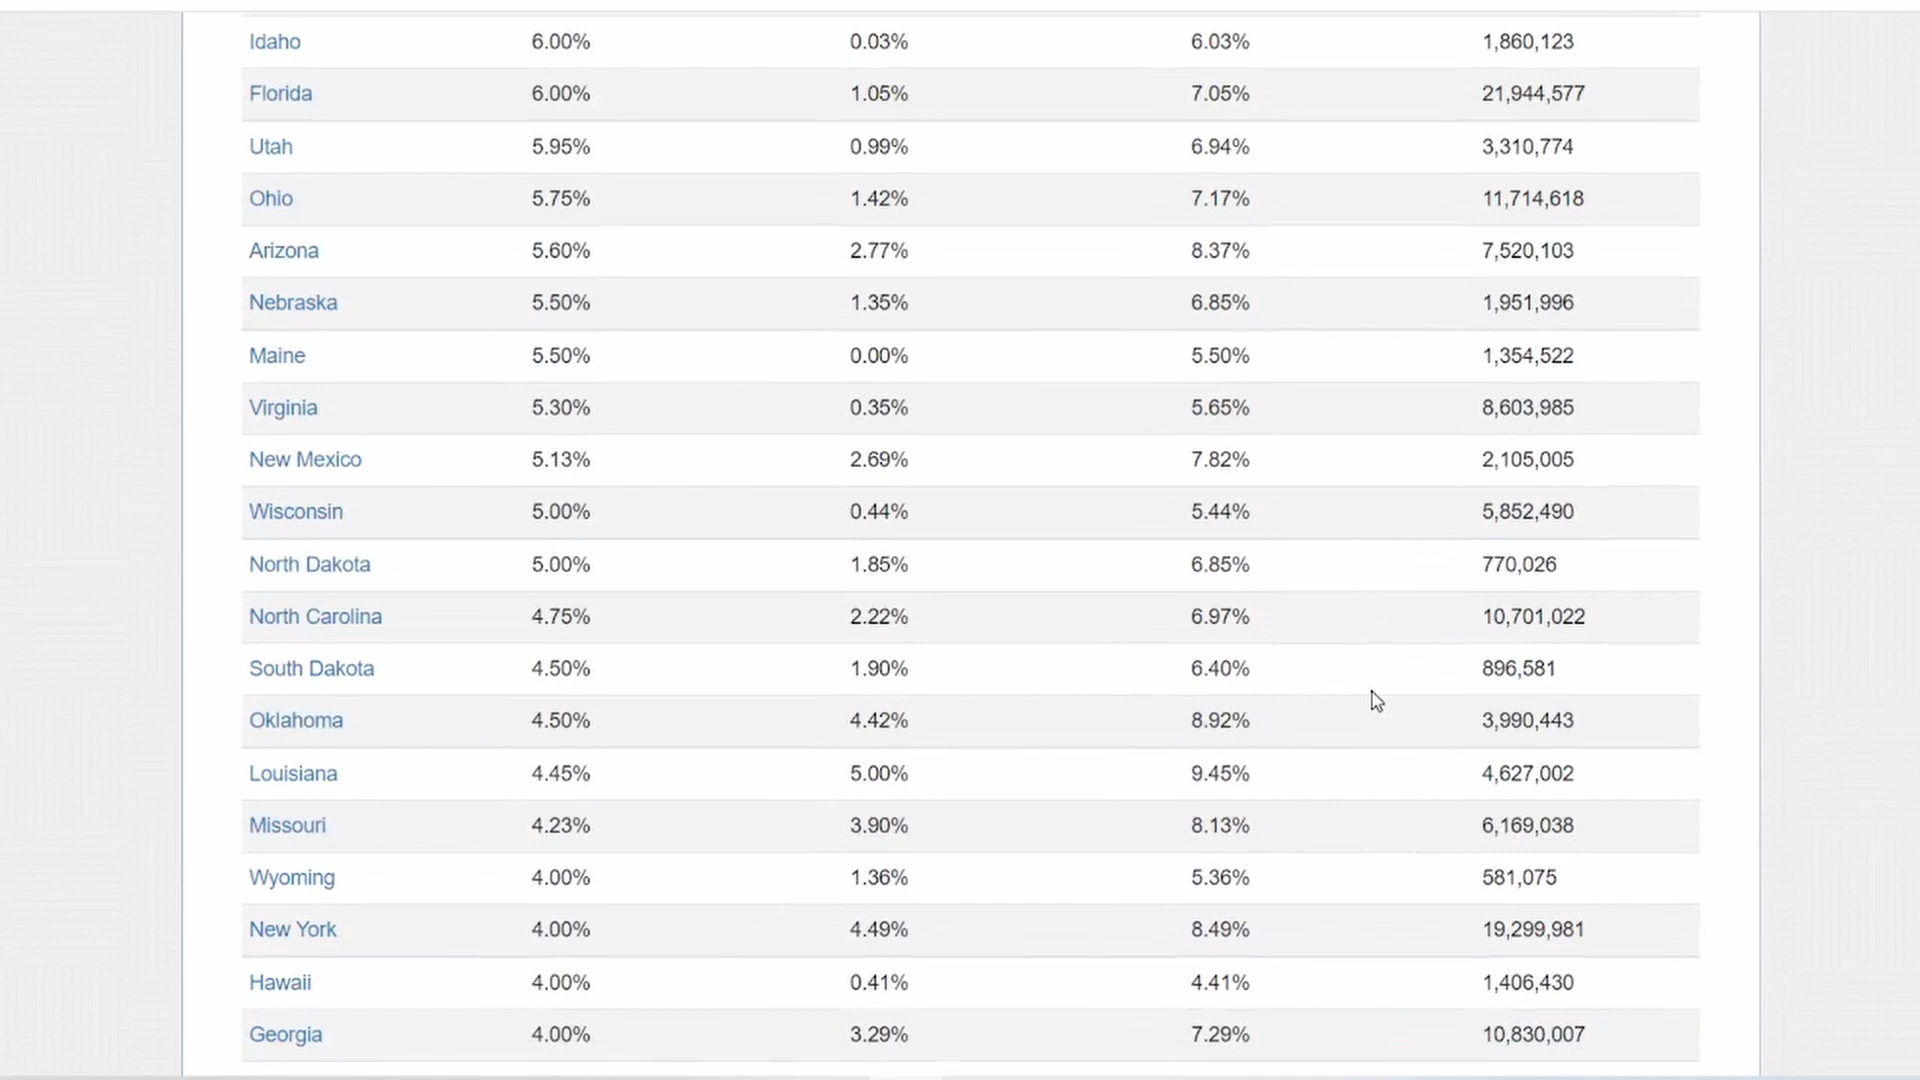 Idaho 6.00% 0.03% 6.03% 1,860,123
Florida 6.00% 1.05% 7.05% 21,944,577
Utah 5.95% 0.99% 6.94% 3,310,774
Ohio 5.75% 1.42% 7.17% 11,714,618
Arizona 5.60% 2.77% 8.37% 7,520,103
Nebraska 5.50% 1.35% 6.85% 1,951,996
Maine 5.50% 0.00% 5.50% 1,354,522
Virginia 5.30% 0.35% 5.65% 8,603,985
New Mexico 5.13% 2.69% 7.82% 2,105,005
Wisconsin 5.00% 0.44% 5.44% 5,852,490
North Dakota 5.00% 1.85% 6.85% 770,026
North Carolina 4.75% 2.22% 6.97% 10,701,022
South Dakota 4.50% 1.90% 6.40% 896,581
Oklahoma 4.50% 4.42% 8.92% 3,990,443
Louisiana 4.45% 5.00% 9.45% 4,627,002
Missouri 4.23% 3.90% 8.13% 6,169,038
Wyoming 4.00% 1.36% 5.36% 581,075
New York 4.00% 4.49% 8.49% 19,299,981
Hawaii 4.00% 0.41% 4.41% 1,406,430
Georgia 4.00% 3.29% 7.29% 10,830,007